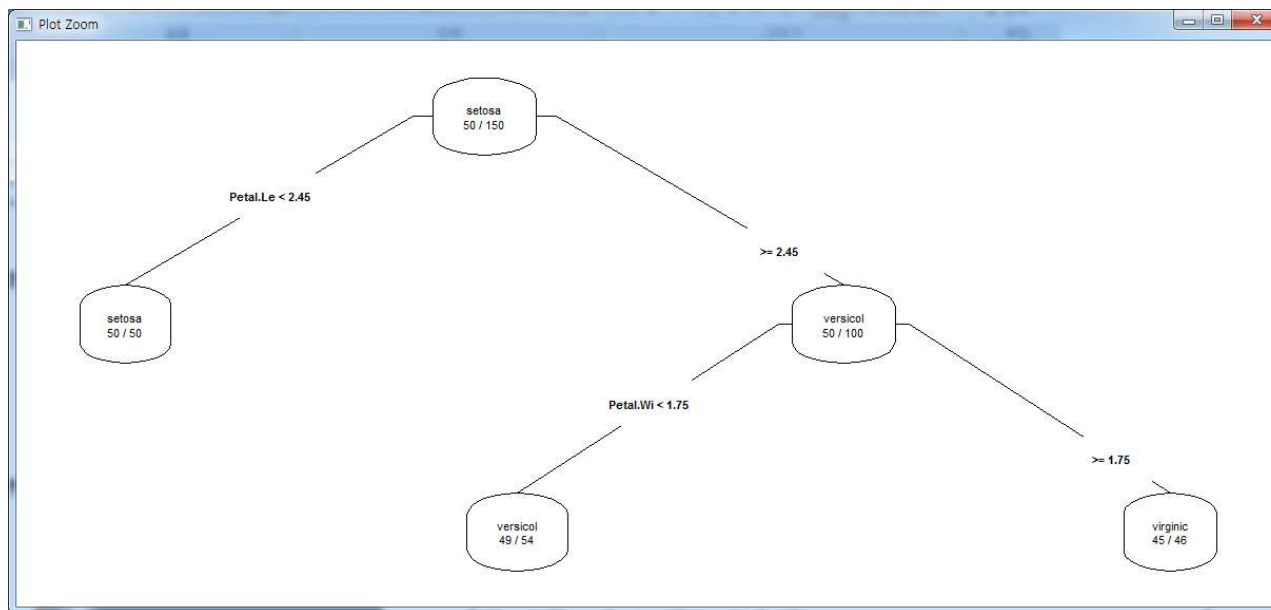 Plot Zoom
setosa
50 / 150
Petal.Le < 2.45
>= 2.45
setosa
50 / 50
versicol
50 / 100
Petal.Wi < 1.75
>= 1.75
versicol
49 / 54
virginic
45 / 46